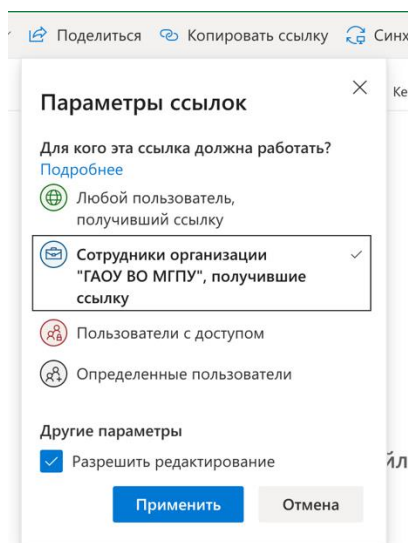 Поделиться Копировать ссылку Синх
Параметры ссылок
Ке
Для кого эта ссылка должна работать?
Подробнее
Любой пользователь,
получивший ссылку
Сотрудники организации
"ГАОУ ВО МГПУ", получившие
ссылку
Пользователи с доступом
Определенные пользователи
Другие параметры
Разрешить редактирование
йл
Применить Отмена